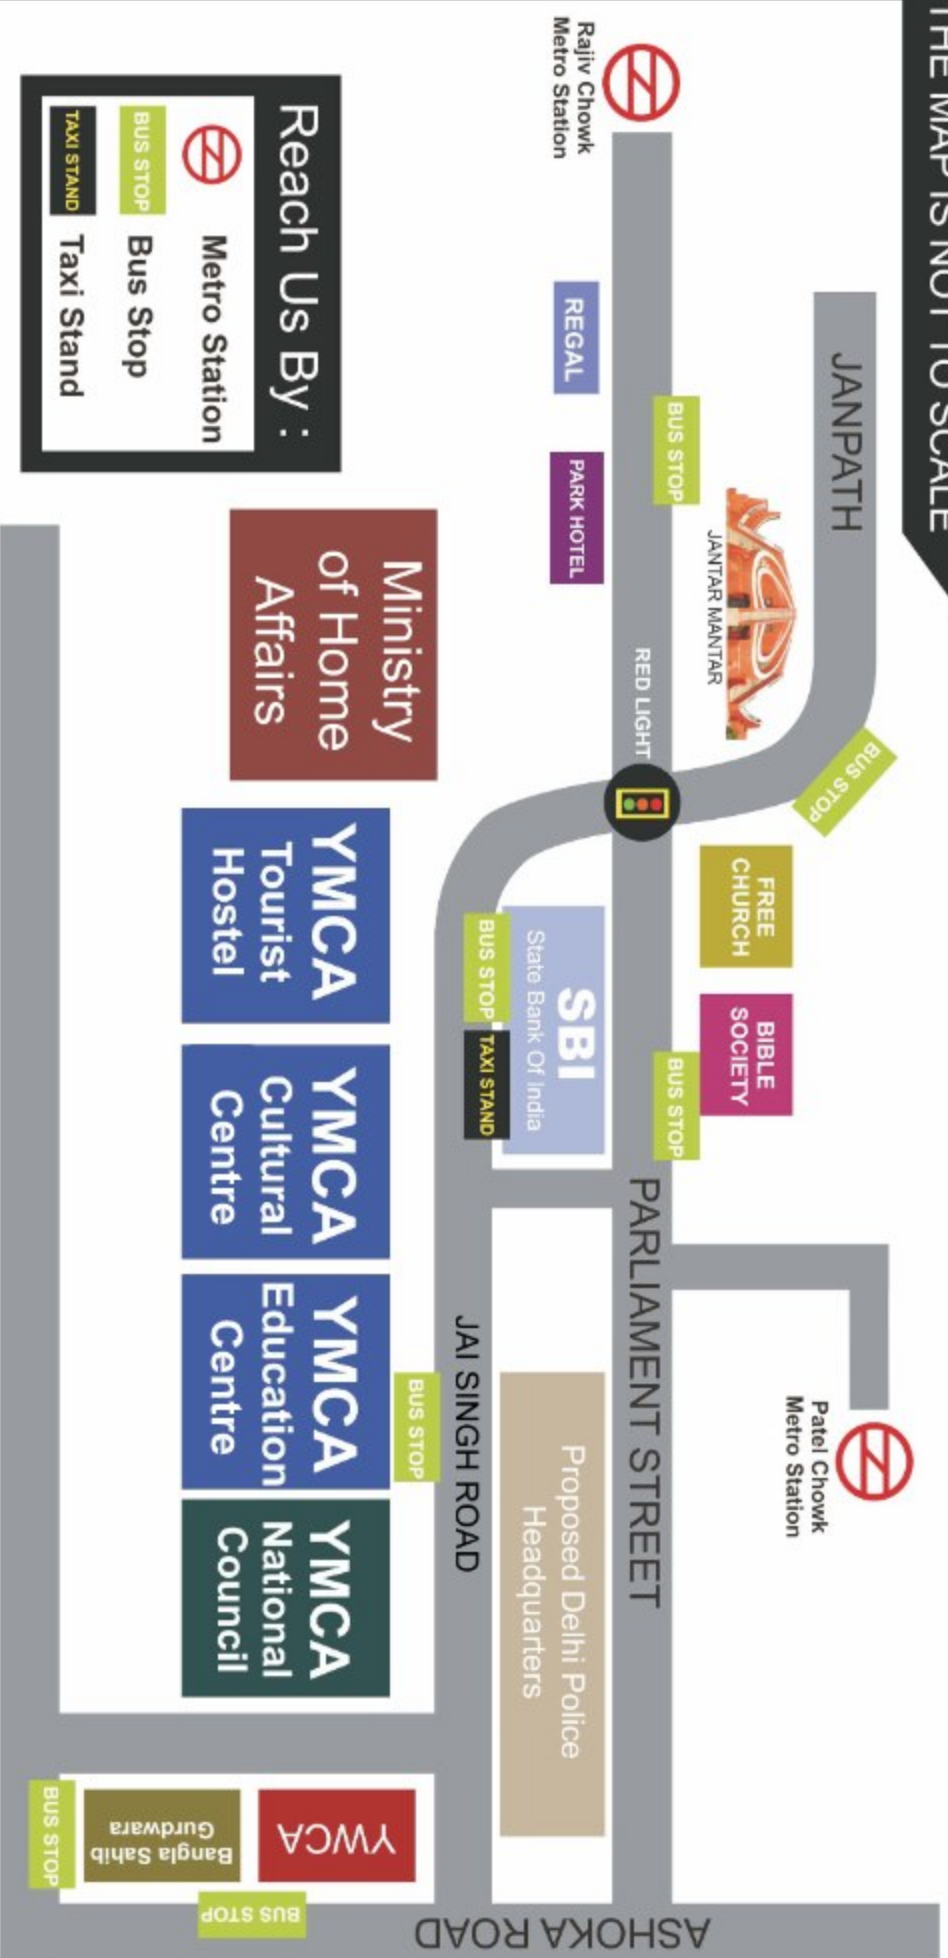 THE MAP IS NOT TO SCALE
JANPATH
BUS STOP
Patel Chowk
Metro Station
JANTAR MANTAR
FREE
CHURCH
BIBLE
SOCIETY
BUS STOP
BUS STOP
Rajiv Chowk
Metro Station
RED LIGHT
PARLIAMENT STREET
ASHOKA ROAD
REGAL
PARK HOTEL
SBI
State Bank Of India
Proposed Delhi Police
Headquarters
BUS STOP
TAXI STAND
JAI SINGH ROAD
BUS STOP
Ministry
of Home
Affairs
YMCA
Tourist
Hostel
YMCA
Cultural
Centre
YMCA
Education
Centre
YMCA
National
Council
YWCA
Bangla Sahib
Gurdwara
BUS STOP
BUS STOP
Reach Us By :
Metro Station
BUS STOP
Bus Stop
TAXI STAND
Taxi Stand